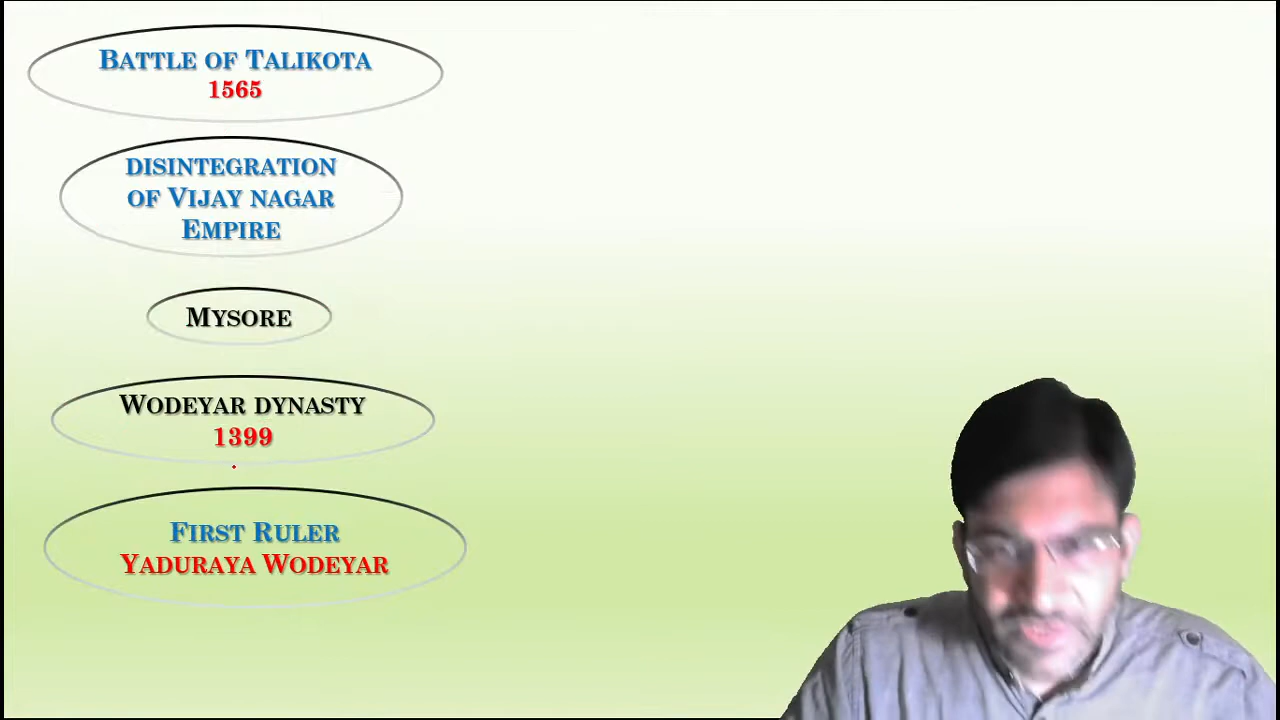 BATTLE OF TALIKOTA
1565
DISINTEGRATION
OF VIJAY NAGAR
EMPIRE
MYSORE
WODEYAR DYNASTY
1399
FIRST RULER
YADURAYA WODEYAR